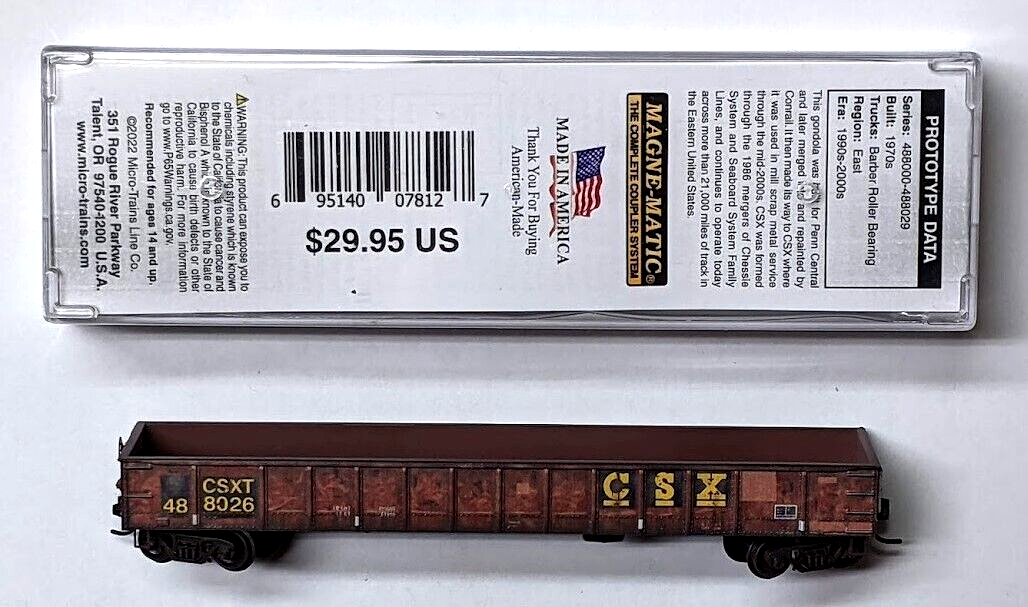 PROTOTYPE DATA
Series: 488000-488029
Built: 1970s
Trucks: Barber Roller Bearing
Region: East
Era: 1990s-2000s
This gondola was for Penn Central
and later merged into and repainted by
Conrail. It then made its way to CSX where
it was used in mill scrap metal service
through the mid-2000s. CSX was formed
through the 1986 mergers of Chessie
System and Seaboard System Family
Lines, and continues to operate today
across more than 21,000 miles of track in
the Eastern United States.
MAGNE-MATIC®
THE COMPLETE COUPLER SYSTEM
MADE IN AMERICA
Thank You For Buying
American-Made
6 95140 07812 7
$29.95 US
⚠WARNING: This product can expose you to
chemicals including styrene which is known
to the State of California to cause cancer and
Bisphenol A which is known to the State of
California to cause birth defects or other
reproductive harm. For more information
go to www.P65Warnings.ca.gov.
Recommended for ages 14 and up.
©2022 Micro-Trains Line Co.
351 Rogue River Parkway
Talent, OR 97540-1200 U.S.A.
www.micro-trains.com
CSXT
488026
CSX